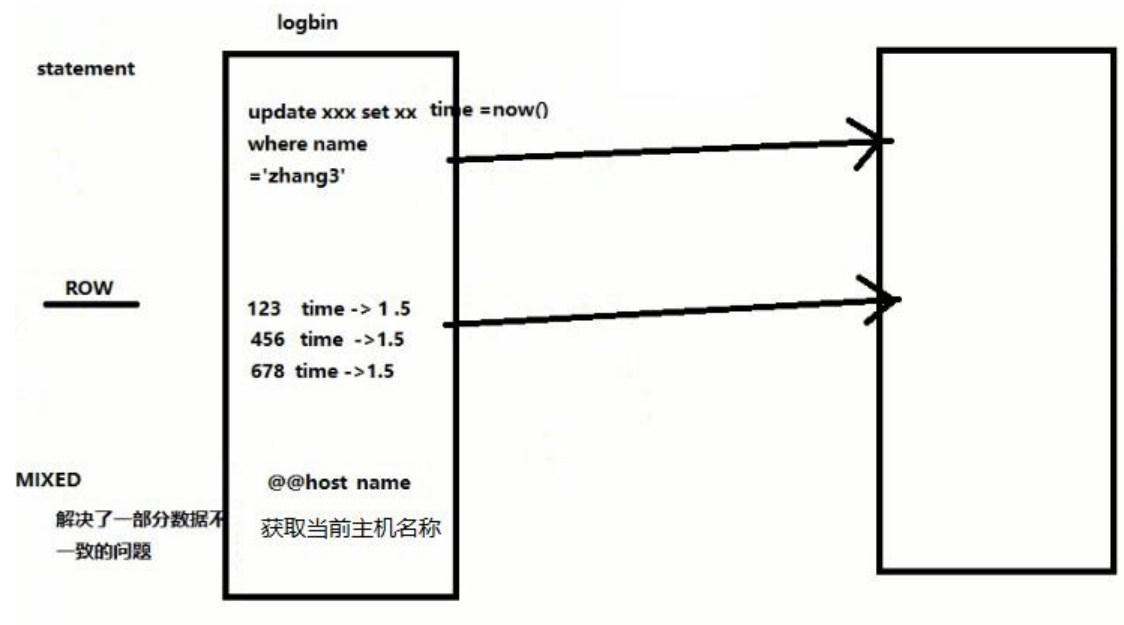 logbin
statement
update xxx set xx time =now()
where name
='zhang3'
ROW
123 time -> 1 .5
456 time ->1.5
678 time ->1.5
MIXED
@@host name
解决了一部分数据不
获取当前主机名称
一致的问题